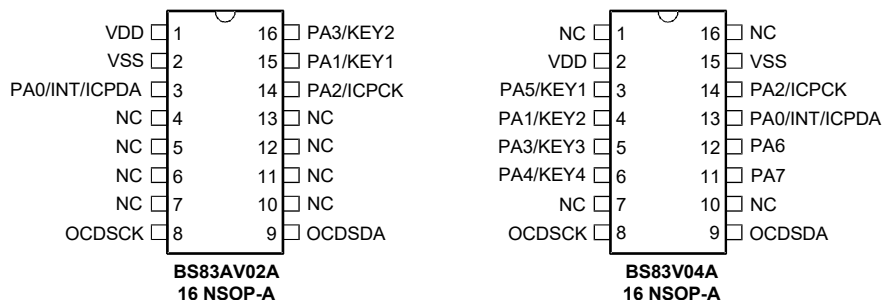 VDD 1 16 PA3/KEY2 NC 1 16 NC
VSS 2 15 PA1/KEY1 VDD 2 15 VSS
PA0/INT/ICPDA 3 14 PA2/ICPCK PA5/KEY1 3 14 PA2/ICPCK
NC 4 13 NC PA1/KEY2 4 13 PA0/INT/ICPDA
NC 5 12 NC PA3/KEY3 5 12 PA6
NC 6 11 NC PA4/KEY4 6 11 PA7
NC 7 10 NC NC 7 10 NC
OCDSCK 8 9 OCDSDA OCDSCK 8 9 OCDSDA
BS83AV02A BS83V04A
16 NSOP-A 16 NSOP-A